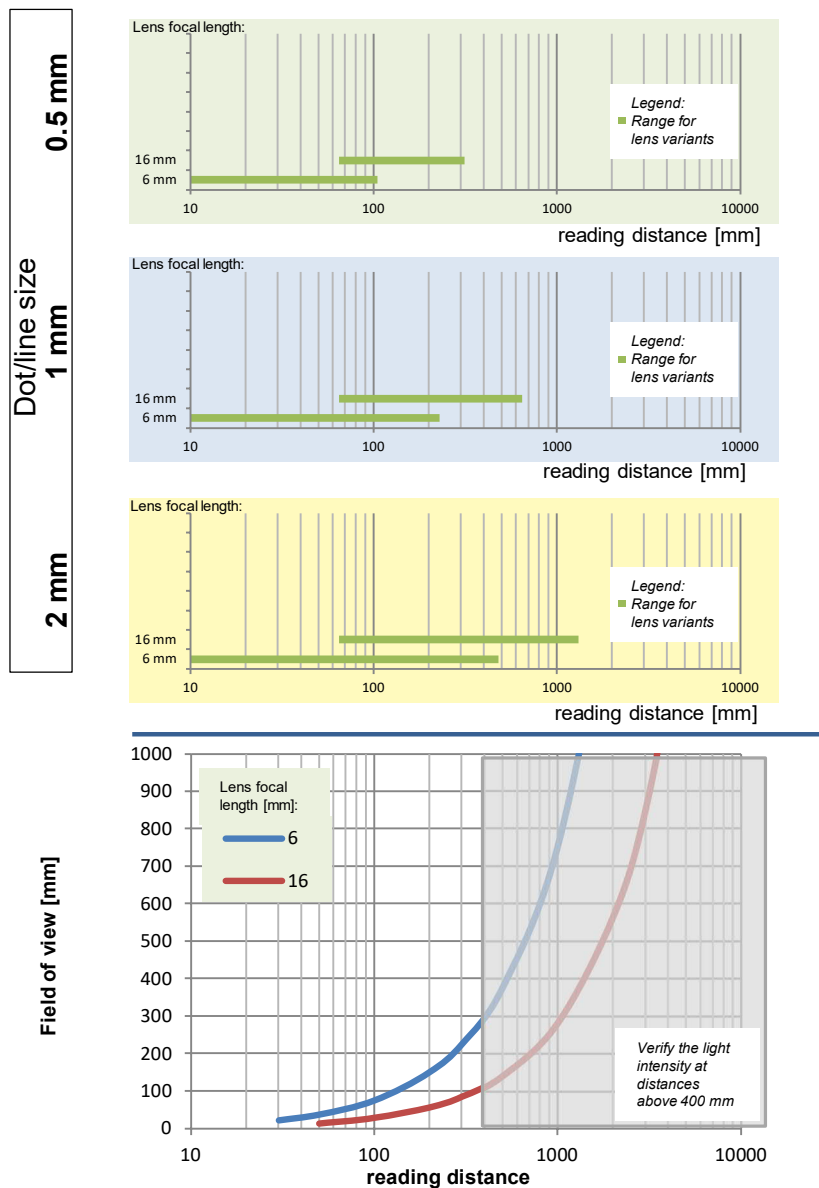 Dot/line size
0.5 mm
1 mm
2 mm
Lens focal length:
Legend:
Range for
lens variants
16 mm
6 mm
10
100
1000
10000
reading distance [mm]
Lens focal length:
Legend:
Range for
lens variants
16 mm
6 mm
10
100
1000
10000
reading distance [mm]
Lens focal length:
Legend:
Range for
lens variants
16 mm
6 mm
10
100
1000
10000
reading distance [mm]
Field of view [mm]
1000
900
800
700
600
500
400
300
200
100
0
Lens focal
length [mm]:
6
16
Verify the light
intensity at
distances
above 400 mm
10
100
1000
10000
reading distance